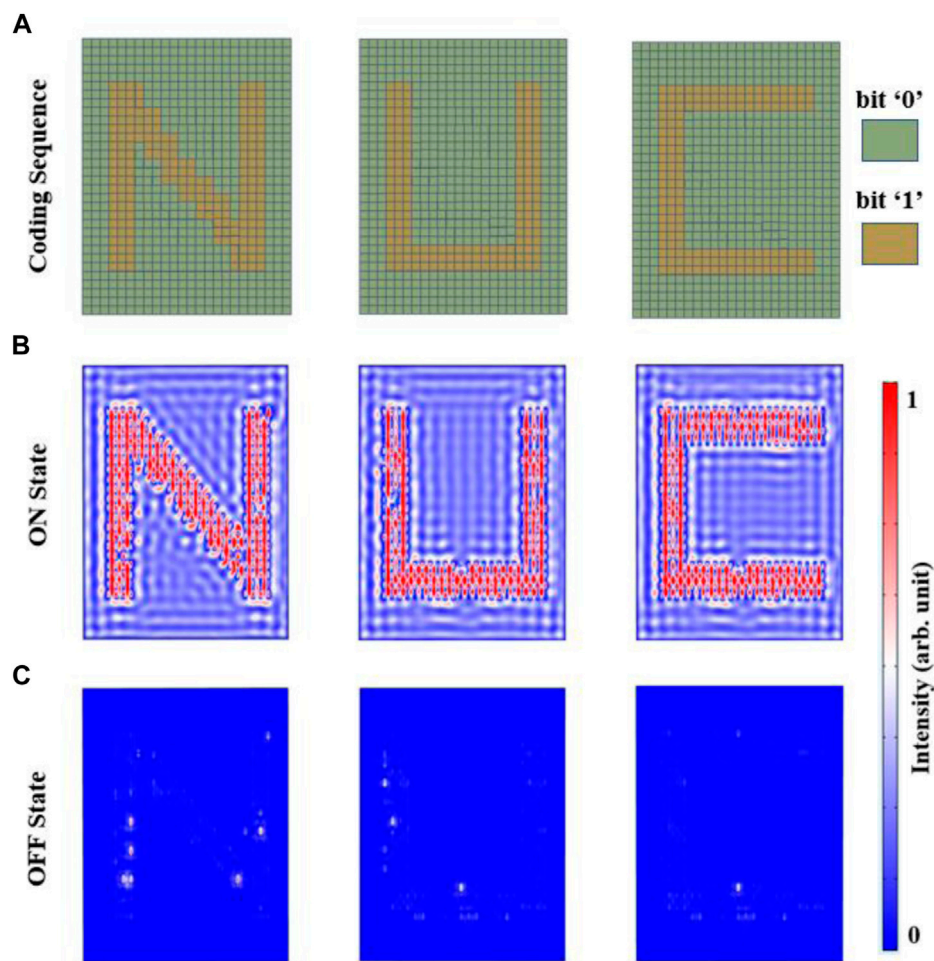 A
Coding Sequence
bit ‘0’
bit ‘1’
B
ON State
1
Intensity (arb. unit)
0
C
OFF State